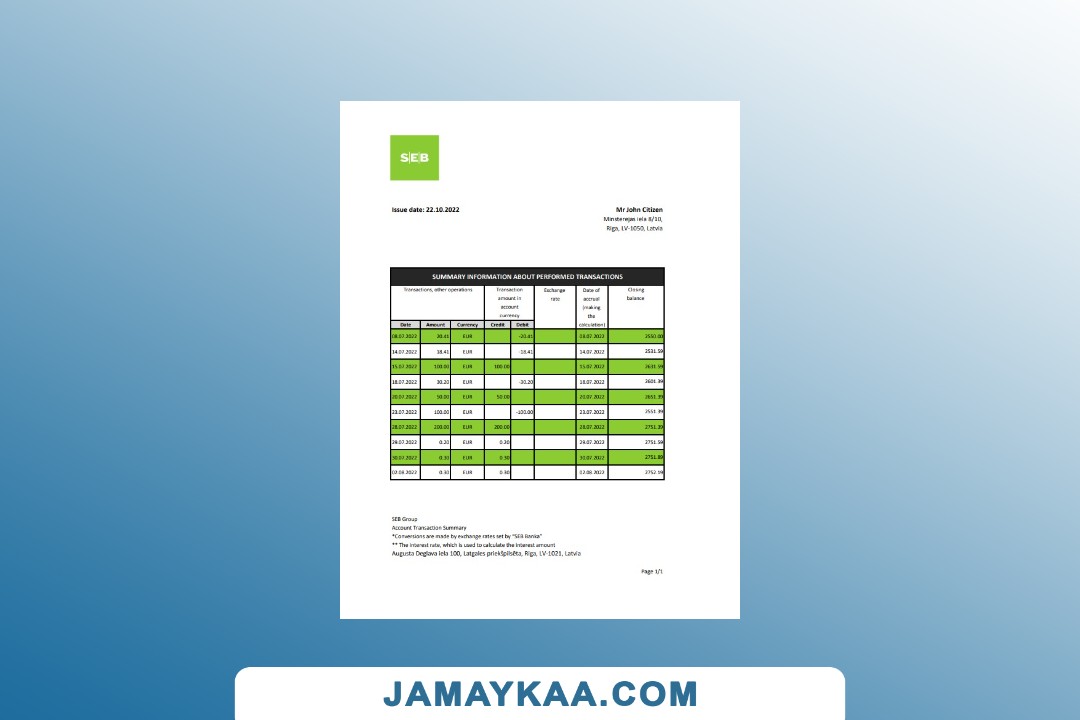 S|E|B
Issue date: 22.10.2022
Mr John Citizen
Ministerejas iela 8/10,
Riga, LV-1050, Latvia
SUMMARY INFORMATION ABOUT PERFORMED TRANSACTIONS
Transactions, other operations Transaction amount in account currency Exchange rate Date of accrual (making the calculation) Closing balance
Date Amount Currency Credit Debit
08.07.2022 20.41 EUR -20.41 08.07.2022 2550.00
14.07.2022 18.41 EUR -18.41 14.07.2022 2531.59
15.07.2022 100.00 EUR 100.00 15.07.2022 2631.59
18.07.2022 30.20 EUR -30.20 18.07.2022 2601.39
20.07.2022 50.00 EUR 50.00 20.07.2022 2651.39
23.07.2022 100.00 EUR -100.00 23.07.2022 2551.39
28.07.2022 200.00 EUR 200.00 28.07.2022 2751.39
29.07.2022 0.20 EUR 0.20 29.07.2022 2751.59
30.07.2022 0.30 EUR 0.30 30.07.2022 2751.89
02.08.2022 0.30 EUR 0.30 02.08.2022 2752.19
SEB Group
Account Transaction Summary
*Conversions are made by exchange rates set by "SEB Banka"
** The interest rate, which is used to calculate the interest amount
Augusta Deglava iela 100, Latgales priekšpilsēta, Rīga, LV-1021, Latvia
Page 1/1
JAMAYKAA.COM